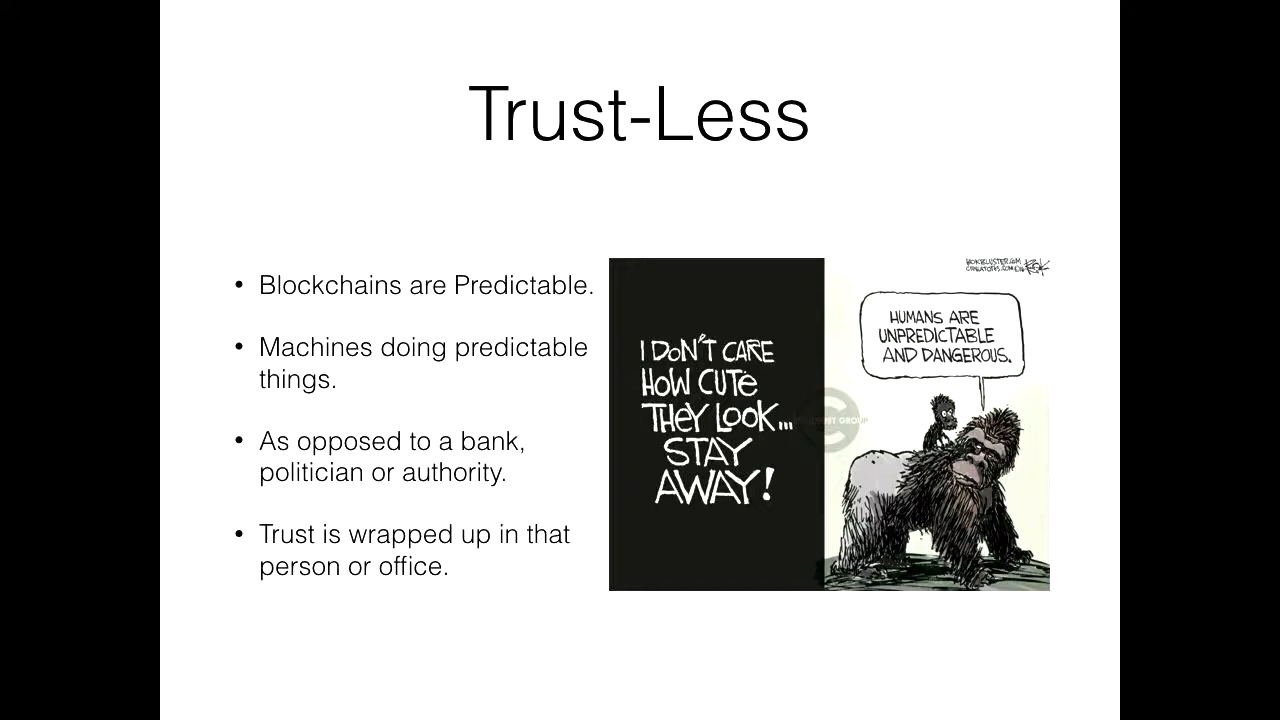 Trust-Less
• Blockchains are Predictable.
• Machines doing predictable
things.
• As opposed to a bank,
politician or authority.
• Trust is wrapped up in that
person or office.
I DON'T CARE
HOW CUTE
THEY LOOK...
STAY
AWAY!
HUMANS ARE
UNPREDICTABLE
AND DANGEROUS.